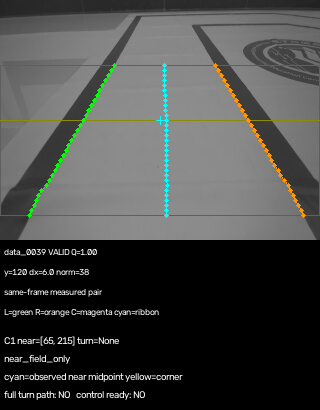 data_0039 VALID Q=1.00
y=120 dx=6.0 norm=38
same-frame measured pair
L=green R=orange C=magenta cyan=ribbon
C1 near=[65, 215] turn=None
near_field_only
cyan=observed near midpoint yellow=corner
full turn path: NO control ready: NO